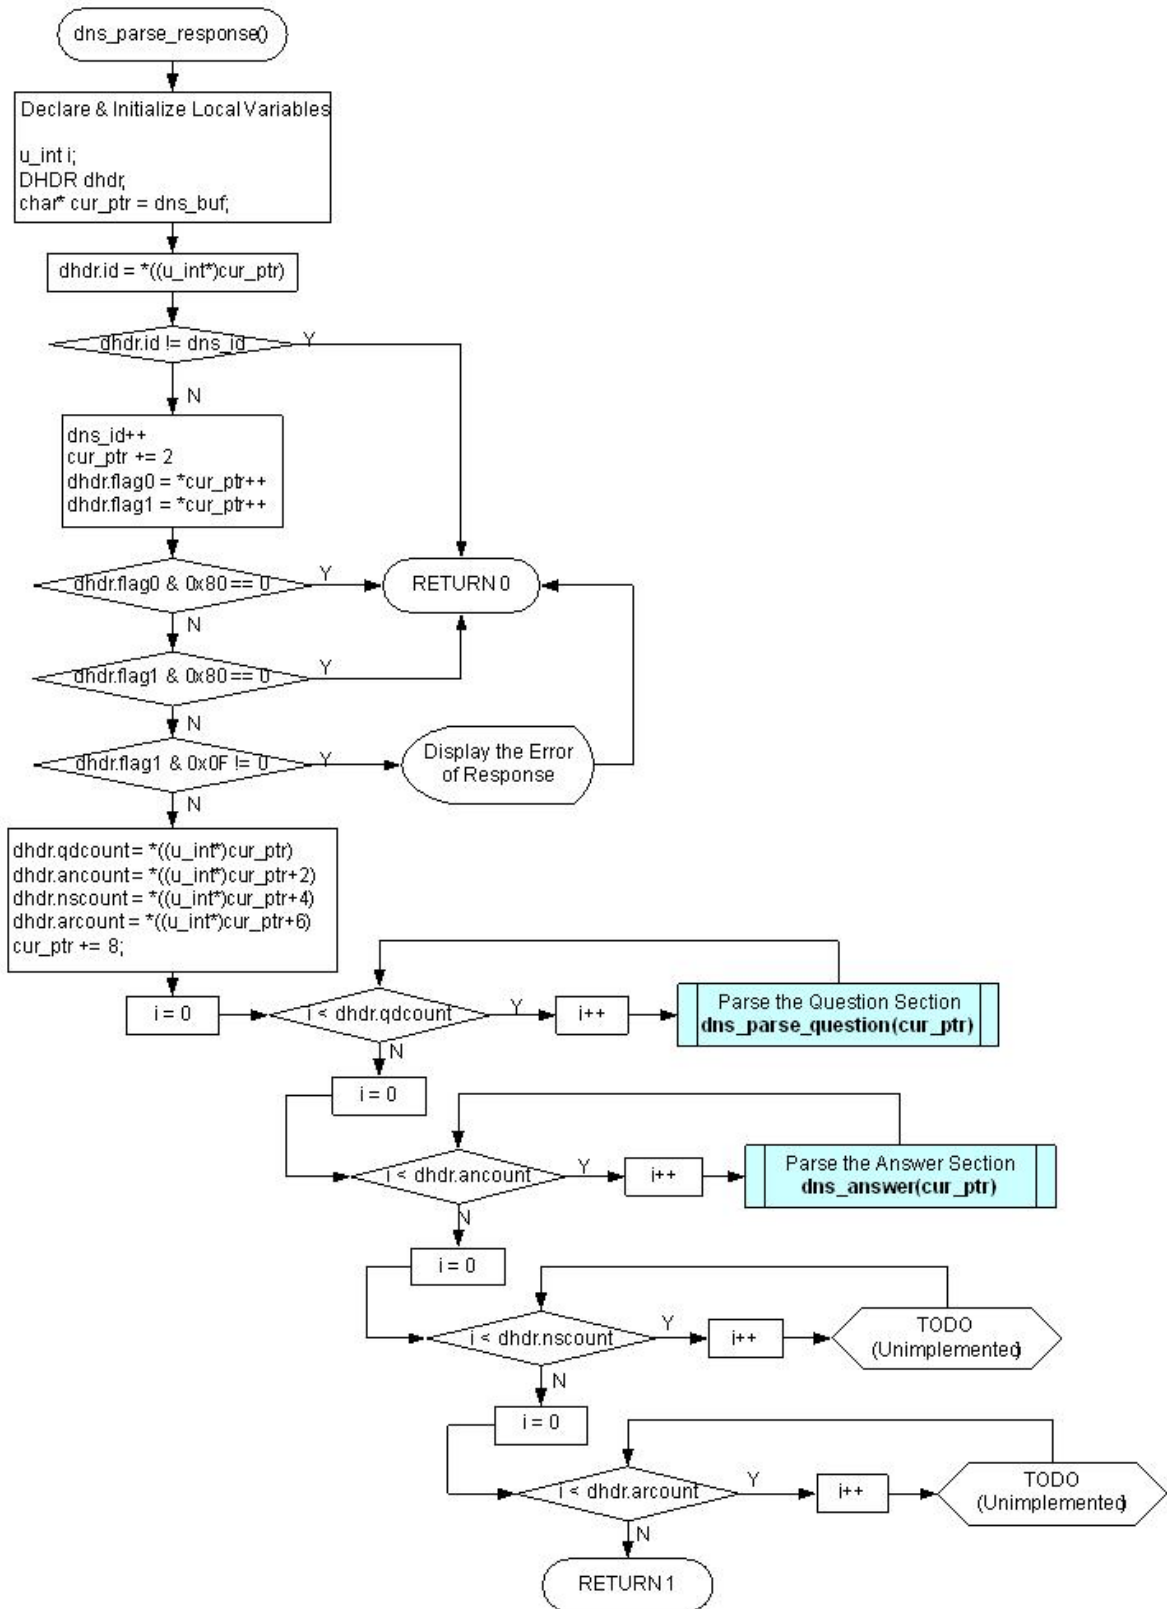 dns_parse_response()
Declare & Initialize Local Variables
u_int i;
DHDR dhdr;
char* cur_ptr = dns_buf;
dhdr.id = *((u_int*)cur_ptr)
dhdr.id != dns_id
Y
N
dns_id++
cur_ptr += 2
dhdr.flag0 = *cur_ptr++
dhdr.flag1 = *cur_ptr++
dhdr.flag0 & 0x80 == 0
Y
RETURN 0
N
dhdr.flag1 & 0x80 == 0
Y
N
dhdr.flag1 & 0x0F != 0
Y
Display the Error
of Response
N
dhdr.qdcount = *((u_int*)cur_ptr)
dhdr.ancount = *((u_int*)cur_ptr+2)
dhdr.nscount = *((u_int*)cur_ptr+4)
dhdr.arcount = *((u_int*)cur_ptr+6)
cur_ptr += 8;
i = 0
i < dhdr.qdcount
Y
i++
Parse the Question Section
dns_parse_question(cur_ptr)
N
i = 0
i < dhdr.ancount
Y
i++
Parse the Answer Section
dns_answer(cur_ptr)
N
i = 0
i < dhdr.nscount
Y
i++
TODO
(Unimplemented)
N
i = 0
i < dhdr.arcount
Y
i++
TODO
(Unimplemented)
N
RETURN 1